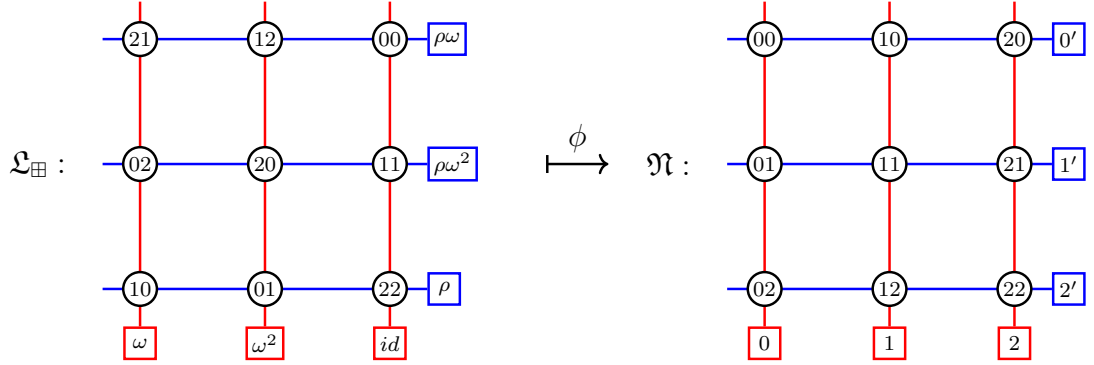 21 12 00 ρω 00 10 20 0′
ϕ
𝔏⊞ : 02 20 11 ρω² ⟼ 𝔑 : 01 11 21 1′
10 01 22 ρ 02 12 22 2′
ω ω² id 0 1 2